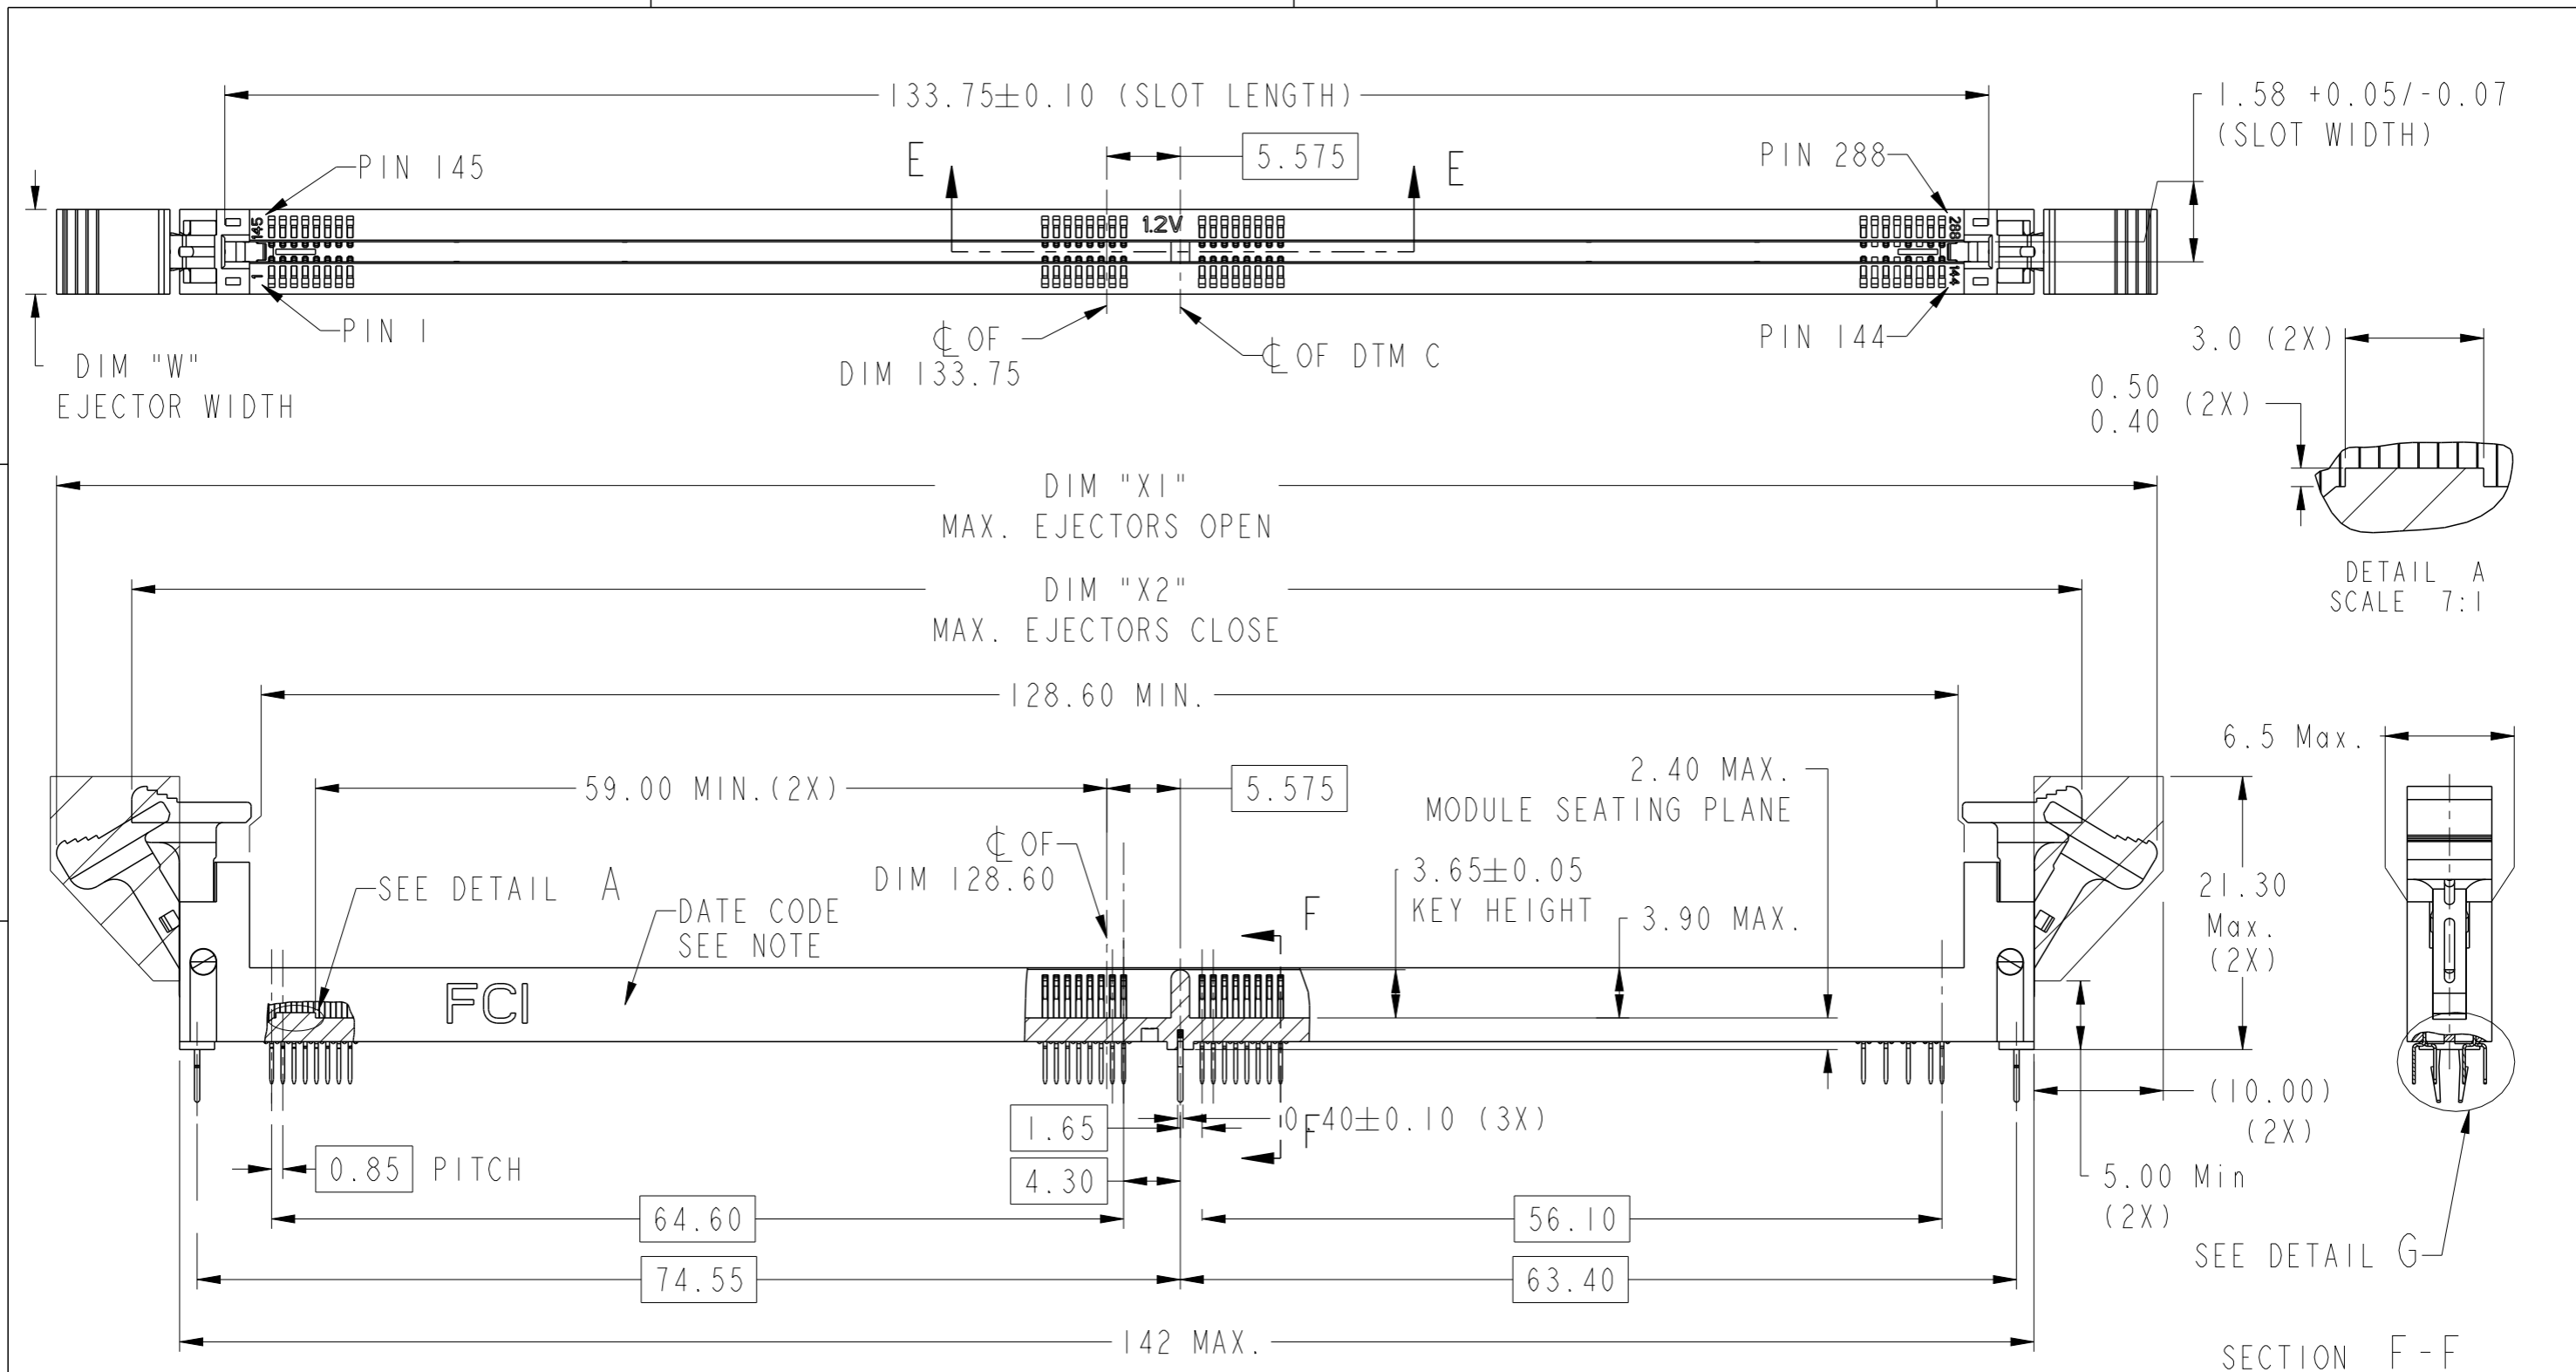 133.75±0.10 (SLOT LENGTH)
1.58 +0.05/-0.07
(SLOT WIDTH)
E
5.575
E
PIN 145
PIN 288
145
1.2V
288
1
144
PIN 1
PIN 144
DIM "W"
EJECTOR WIDTH
℄ OF
DIM 133.75
℄ OF DTM C
3.0 (2X)
0.50
0.40
(2X)
DETAIL A
SCALE 7:1
DIM "X1"
MAX. EJECTORS OPEN
DIM "X2"
MAX. EJECTORS CLOSE
128.60 MIN.
59.00 MIN.(2X)
5.575
2.40 MAX.
MODULE SEATING PLANE
6.5 Max.
℄ OF
DIM 128.60
3.65±0.05
KEY HEIGHT
3.90 MAX.
SEE DETAIL A
DATE CODE
SEE NOTE
F
21.30
Max.
(2X)
FCI
1.65
0.40±0.10 (3X)
F
(10.00)
(2X)
0.85 PITCH
4.30
5.00 Min
(2X)
64.60
56.10
SEE DETAIL G
74.55
63.40
142 MAX.
SECTION F-F